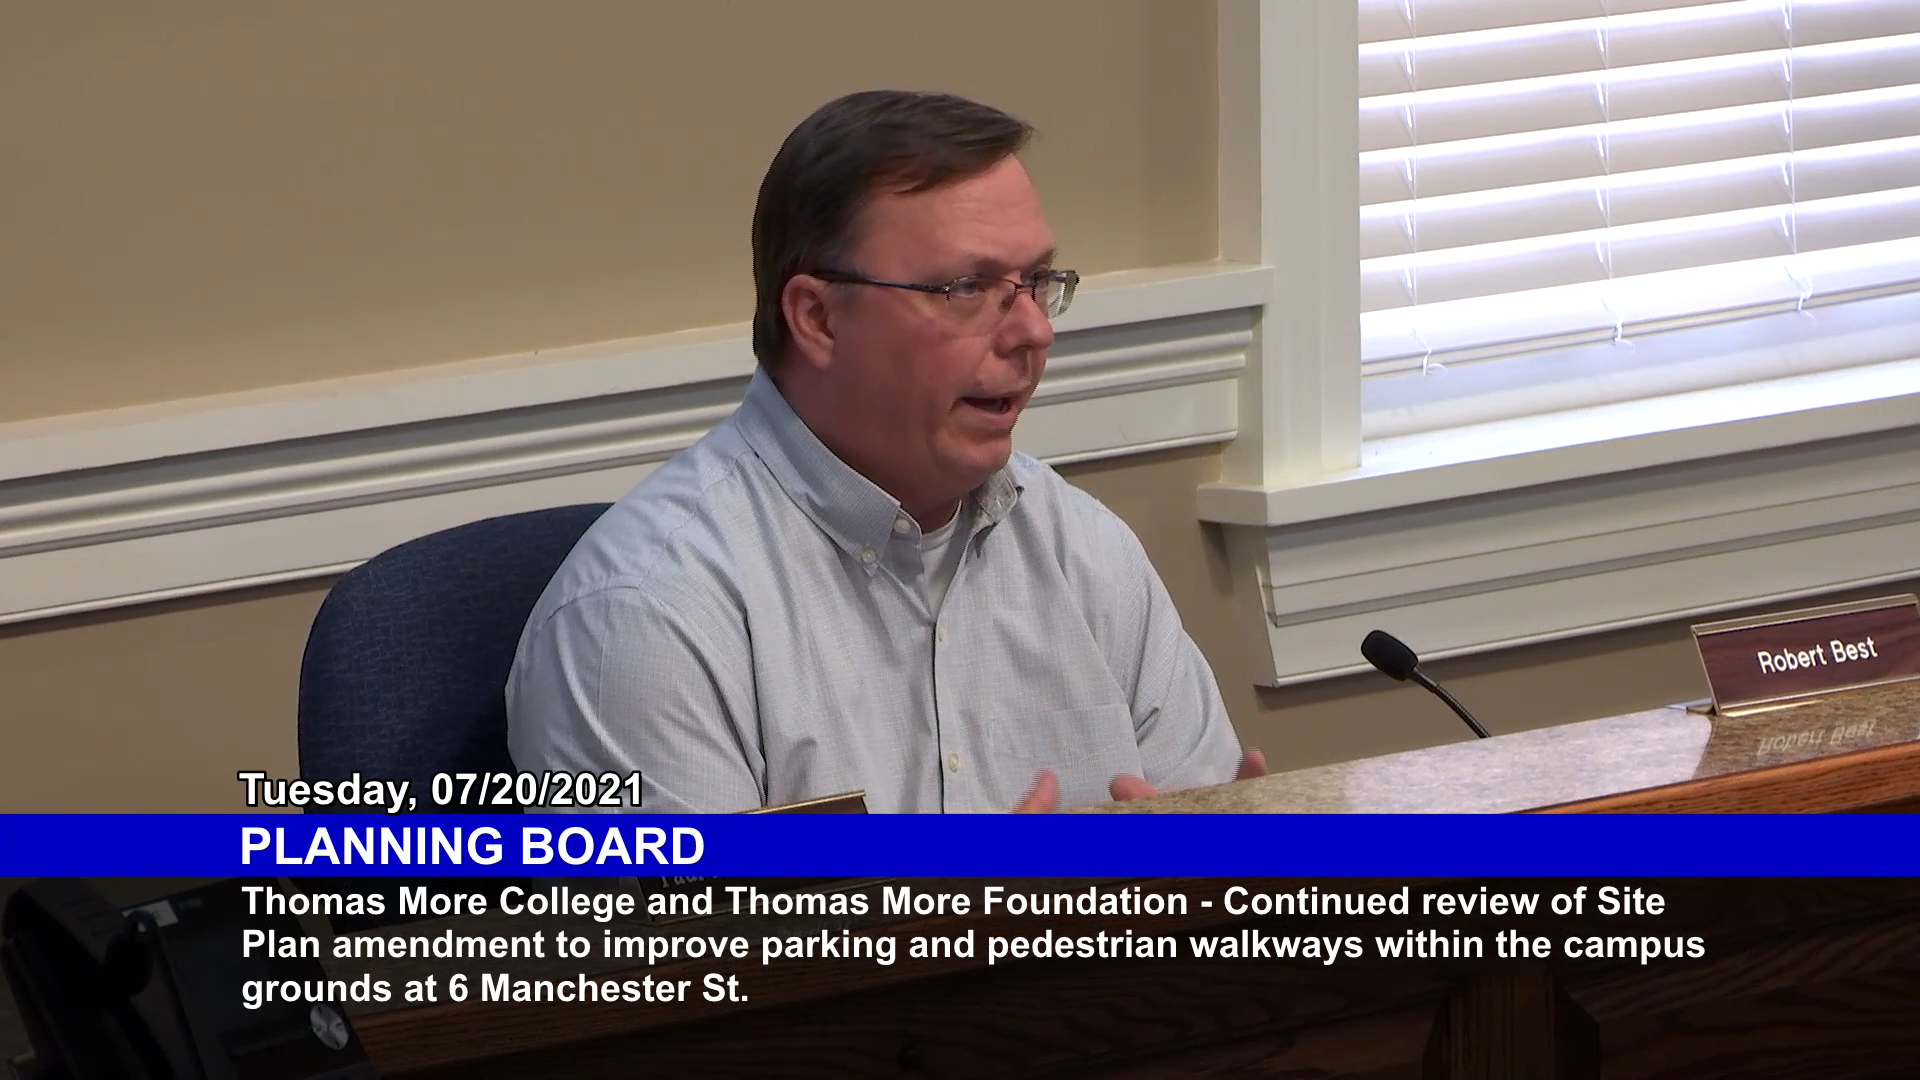 Robert Best
Tuesday, 07/20/2021
PLANNING BOARD
Thomas More College and Thomas More Foundation - Continued review of Site
Plan amendment to improve parking and pedestrian walkways within the campus
grounds at 6 Manchester St.